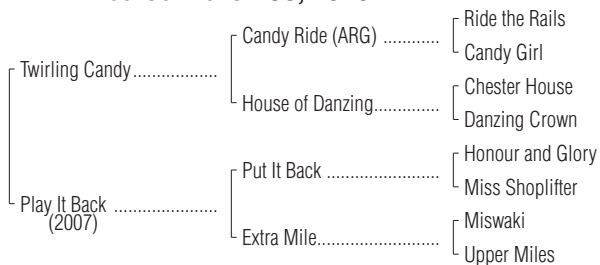 Ride the Rails
Candy Ride (ARG) ............
Candy Girl
Twirling Candy..................
Chester House
House of Danzing..............
Danzing Crown
Honour and Glory
Put It Back ........................
Miss Shoplifter
Play It Back ......................
(2007)
Miswaki
Extra Mile..........................
Upper Miles